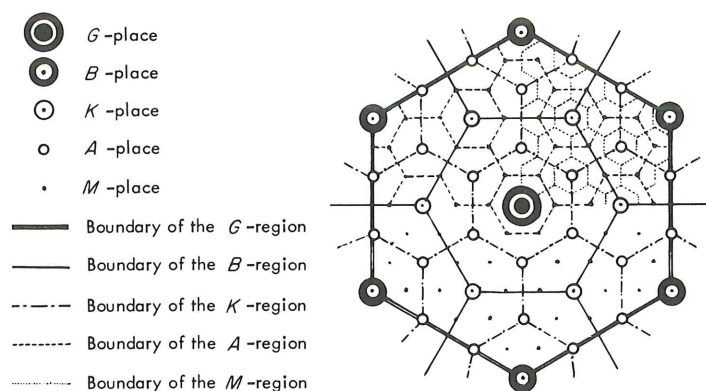 G-place
B-place
K-place
A-place
M-place
Boundary of the G-region
Boundary of the B-region
Boundary of the K-region
Boundary of the A-region
Boundary of the M-region